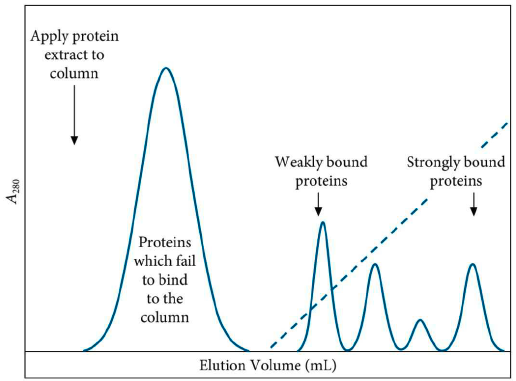 Apply protein
extract to
column
Weakly bound
proteins
Strongly bound
proteins
Proteins
which fail
to bind
to the
column
A280
Elution Volume (mL)